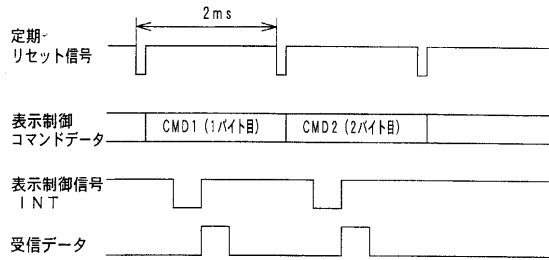 2ms
定期
リセット信号
表示制御
コマンドデータ
CMD1(1バイト目)
CMD2(2バイト目)
表示制御信号
INT
受信データ